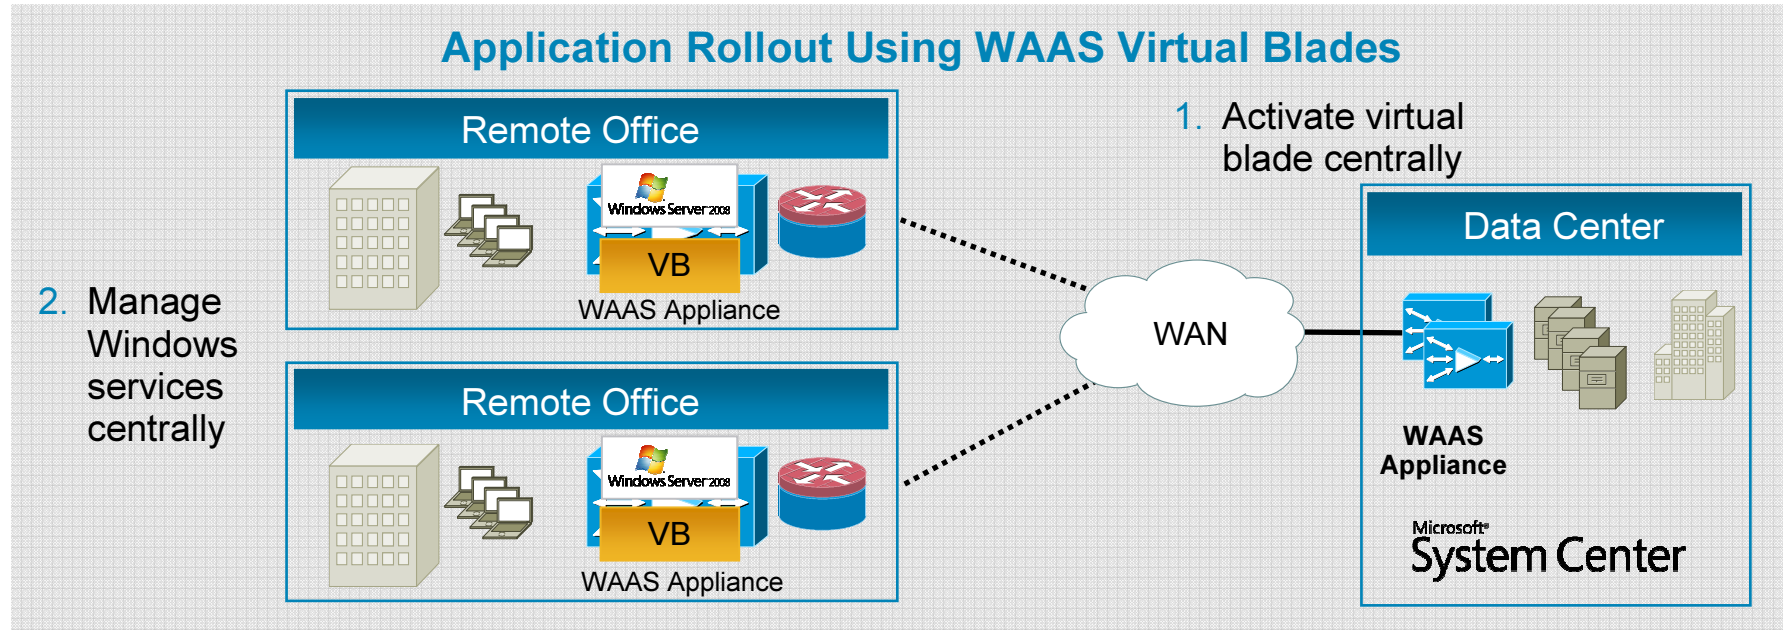 Application Rollout Using WAAS Virtual Blades
Remote Office
Windows Server 2008
VB
WAAS Appliance
1. Activate virtual
blade centrally
Data Center
WAN
WAAS
Appliance
Microsoft®
System Center
2. Manage
Windows
services
centrally
Remote Office
Windows Server 2008
VB
WAAS Appliance